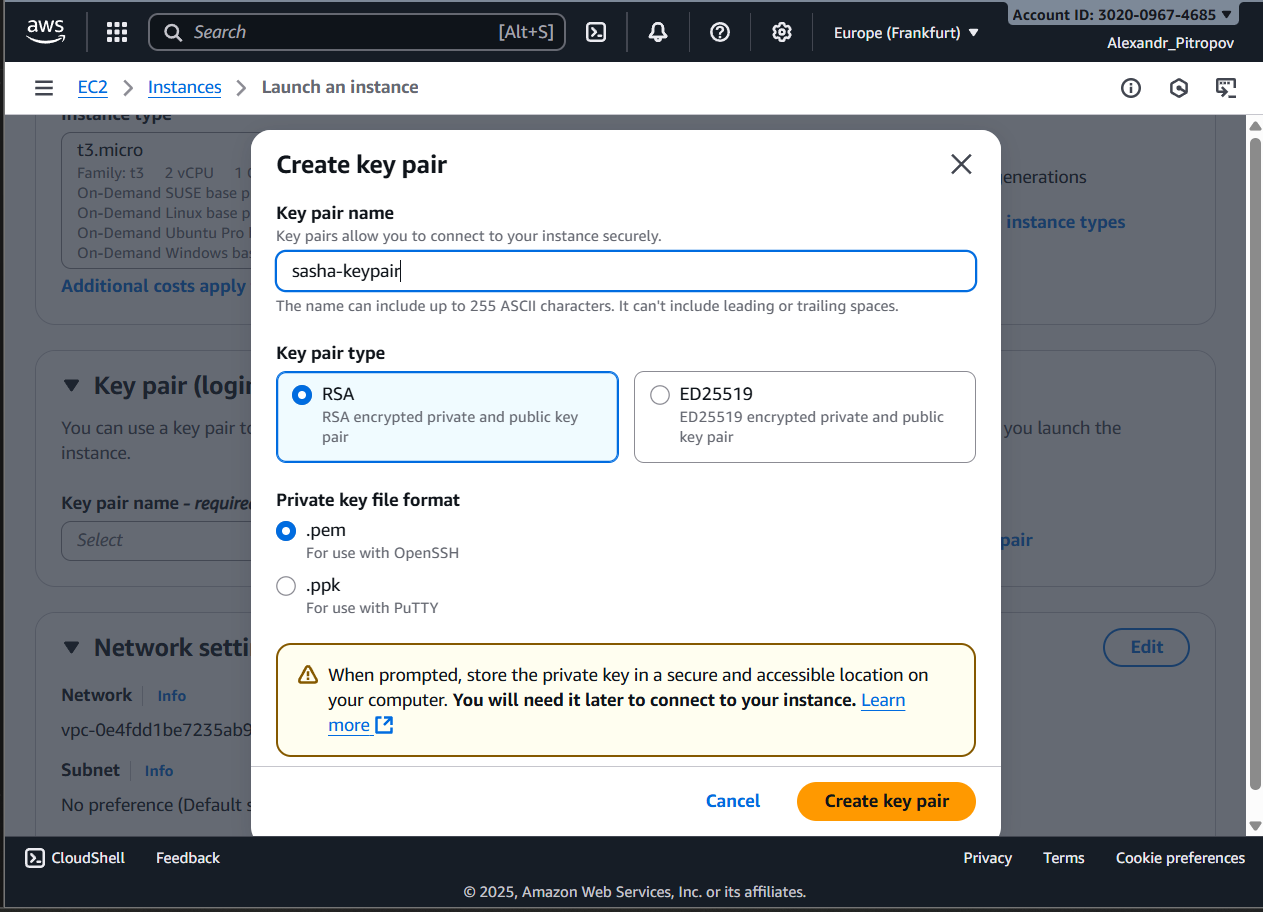 aws
Search
[Alt+S]
Europe (Frankfurt)
Account ID: 3020-0967-4685
Alexandr_Pitropov
EC2
Instances
Launch an instance
Instance type
t3.micro
Family: t3 2 vCPU 1
On-Demand SUSE base
On-Demand Linux base
On-Demand Ubuntu Pro
On-Demand Windows
Additional costs apply
instance types
Key pair
You can use a key pair
you launch the
instance.
Key pair name -
Select
pair
Network
Edit
Network
Info
vpc-0e4fdd1be7235ab9
Subnet
Info
No preference (Default
Create key pair
Key pair name
Key pairs allow you to connect to your instance securely.
sasha-keypair
The name can include up to 255 ASCII characters. It can't include leading or trailing spaces.
Key pair type
RSA
RSA encrypted private and public key
pair
ED25519
ED25519 encrypted private and public
key pair
Private key file format
.pem
For use with OpenSSH
.ppk
For use with PuTTY
When prompted, store the private key in a secure and accessible location on
your computer. You will need it later to connect to your instance. Learn
more
Cancel
Create key pair
CloudShell
Feedback
Privacy
Terms
Cookie preferences
© 2025, Amazon Web Services, Inc. or its affiliates.